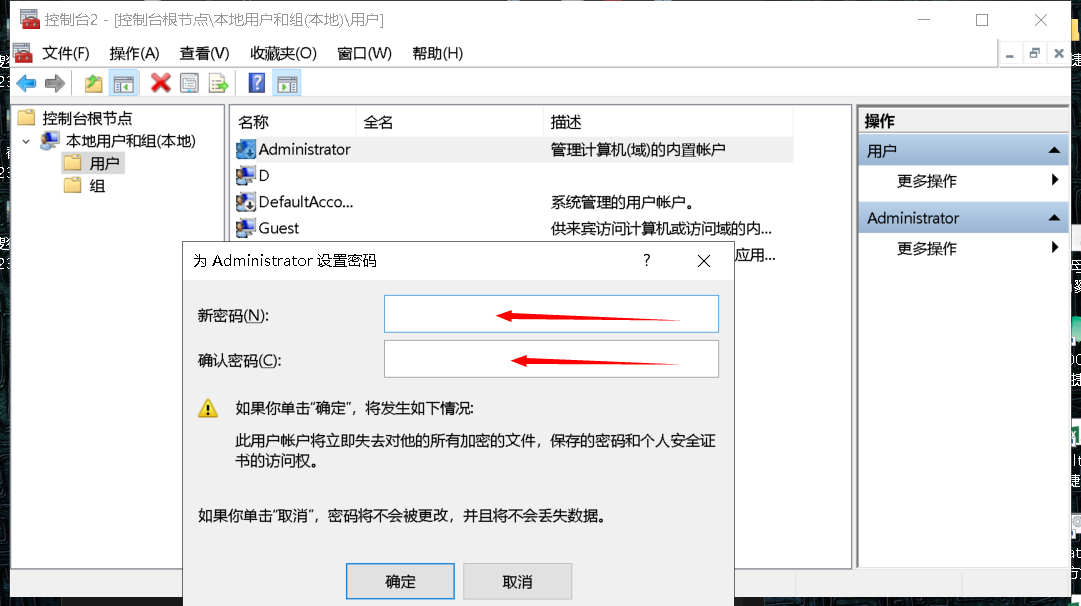 控制台2 - [控制台根节点\本地用户和组(本地)\用户]
文件(F) 操作(A) 查看(V) 收藏夹(O) 窗口(W) 帮助(H)
控制台根节点
本地用户和组(本地)
用户
组
名称 全名 描述
Administrator 管理计算机(域)的内置帐户
D
DefaultAcco... 系统管理的用户帐户。
Guest 供来宾访问计算机或访问域的内...
应用...
操作
用户
更多操作
Administrator
更多操作
为 Administrator 设置密码
新密码(N):
确认密码(C):
如果你单击“确定”，将发生如下情况:
此用户帐户将立即失去对他的所有加密的文件，保存的密码和个人安全证
书的访问权。
如果你单击“取消”，密码将不会被更改，并且将不会丢失数据。
确定 取消